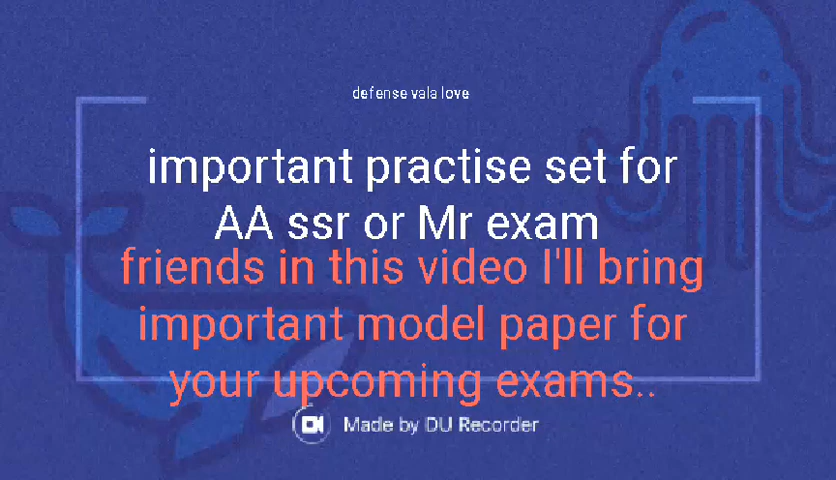 defense vala love
important practise set for
AA ssr or Mr exam
friends in this video I'll bring
important model paper for
your upcoming exams..
Made by DU Recorder